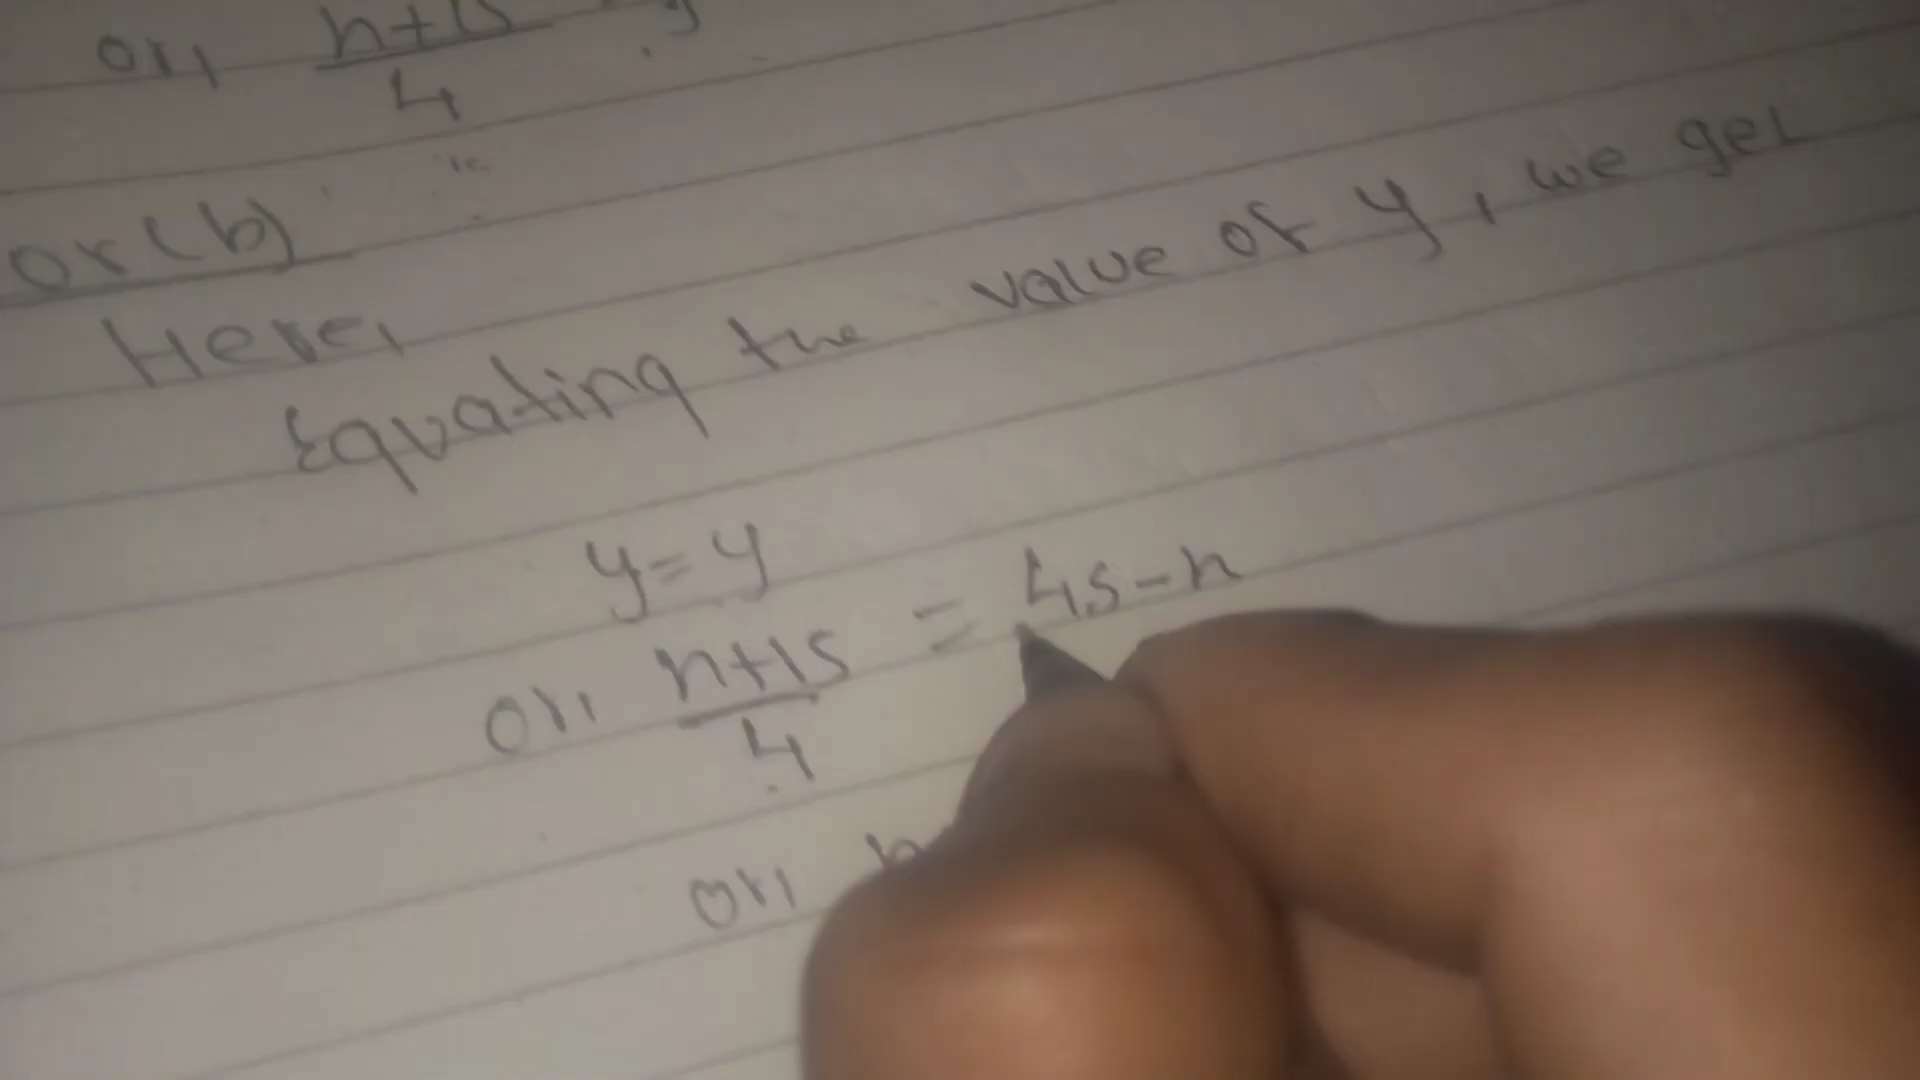 or, n+15
4
or (b)
Here,
Equating the value of y, we get
y=y
or, n+15 = 45-n
4
or,